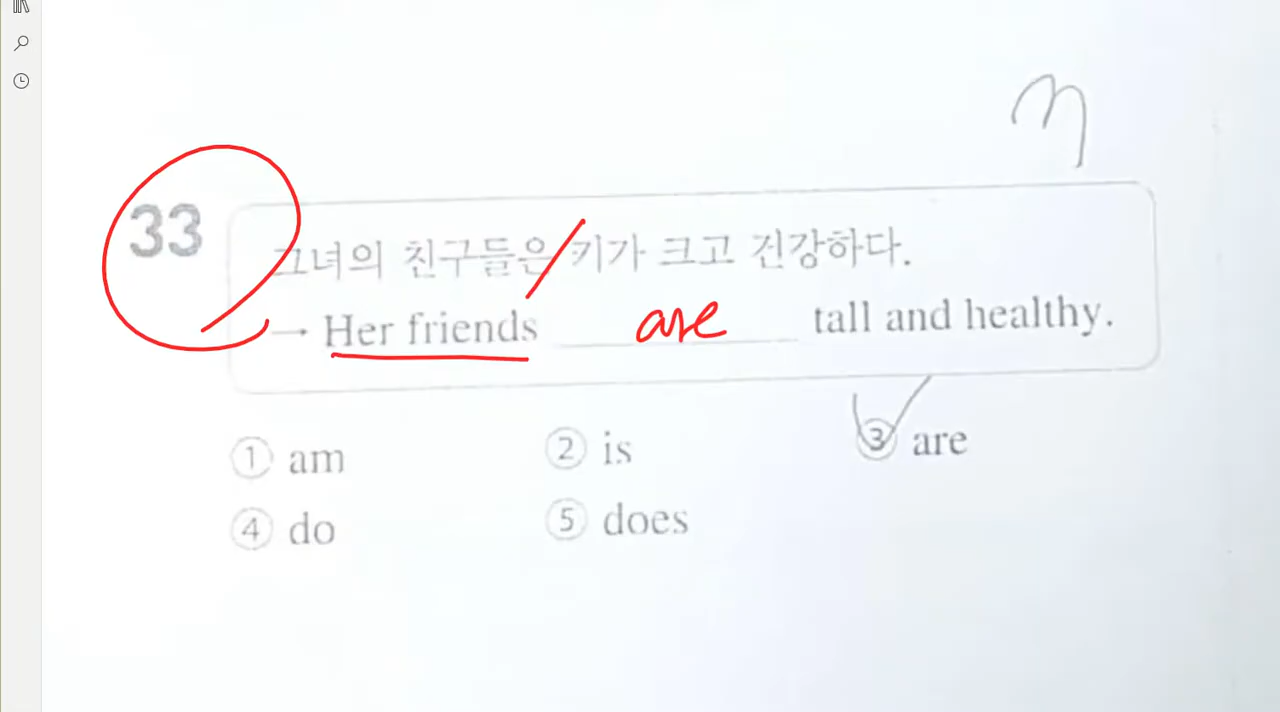 33
그녀의 친구들은 키가 크고 건강하다.
→ Her friends are tall and healthy.
① am ② is ③ are
④ do ⑤ does